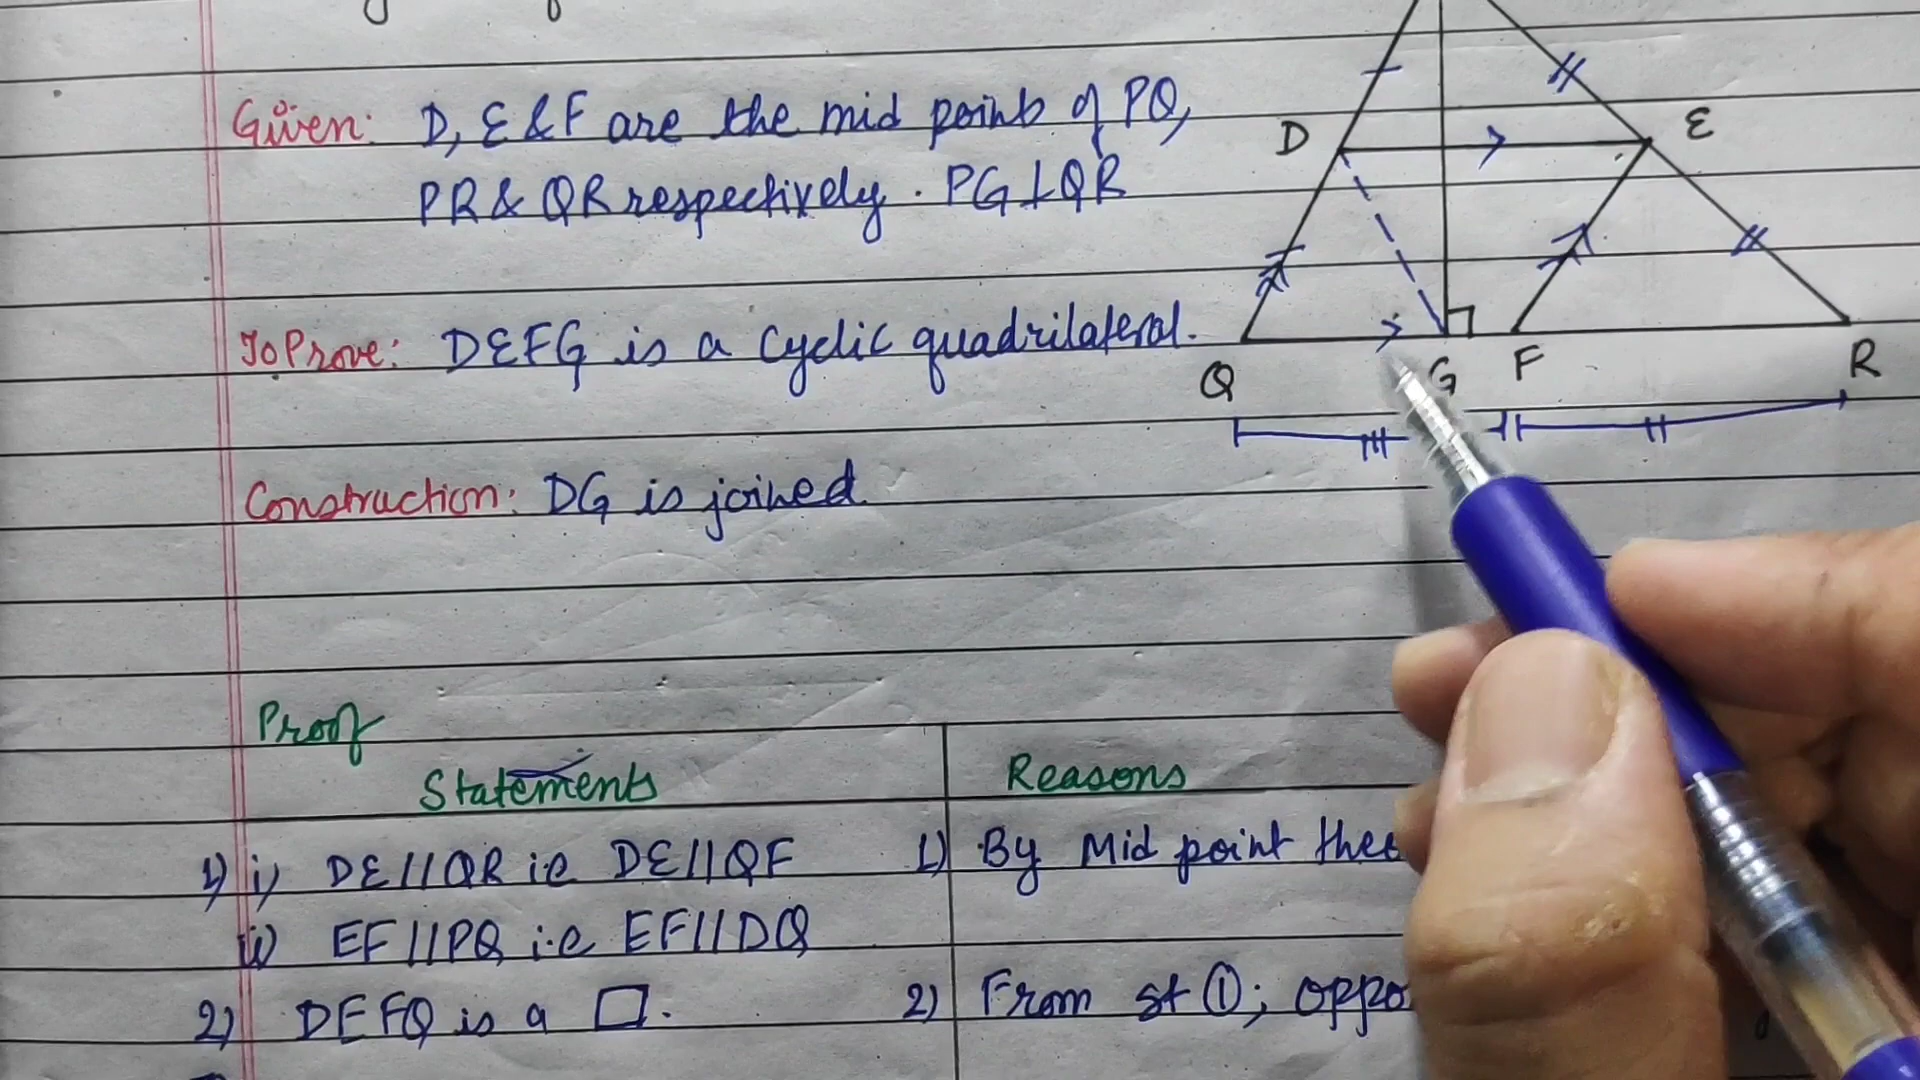 Given: D, E & F are the mid points of PQ,
PR & QR respectively. PG⊥QR
To Prove: DEFG is a cyclic quadrilateral.
Construction: DG is joined.
D
E
Q
G
F
R
Proof
Statements
Reasons
1) i) DE//QR i.e DE//QF
1) By Mid point
ii) EF//PQ i.e EF//DQ
2) DEFQ is a ▱.
2) From st ①;